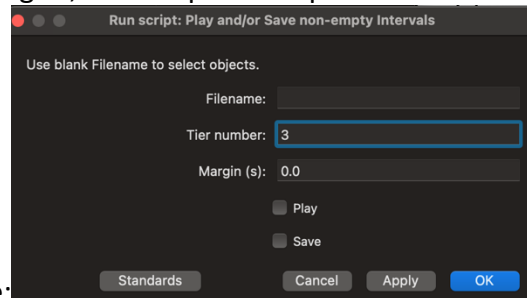 Run script: Play and/or Save non-empty Intervals
Use blank Filename to select objects.
Filename:
Tier number: 3
Margin (s): 0.0
Play
Save
Standards Cancel Apply OK